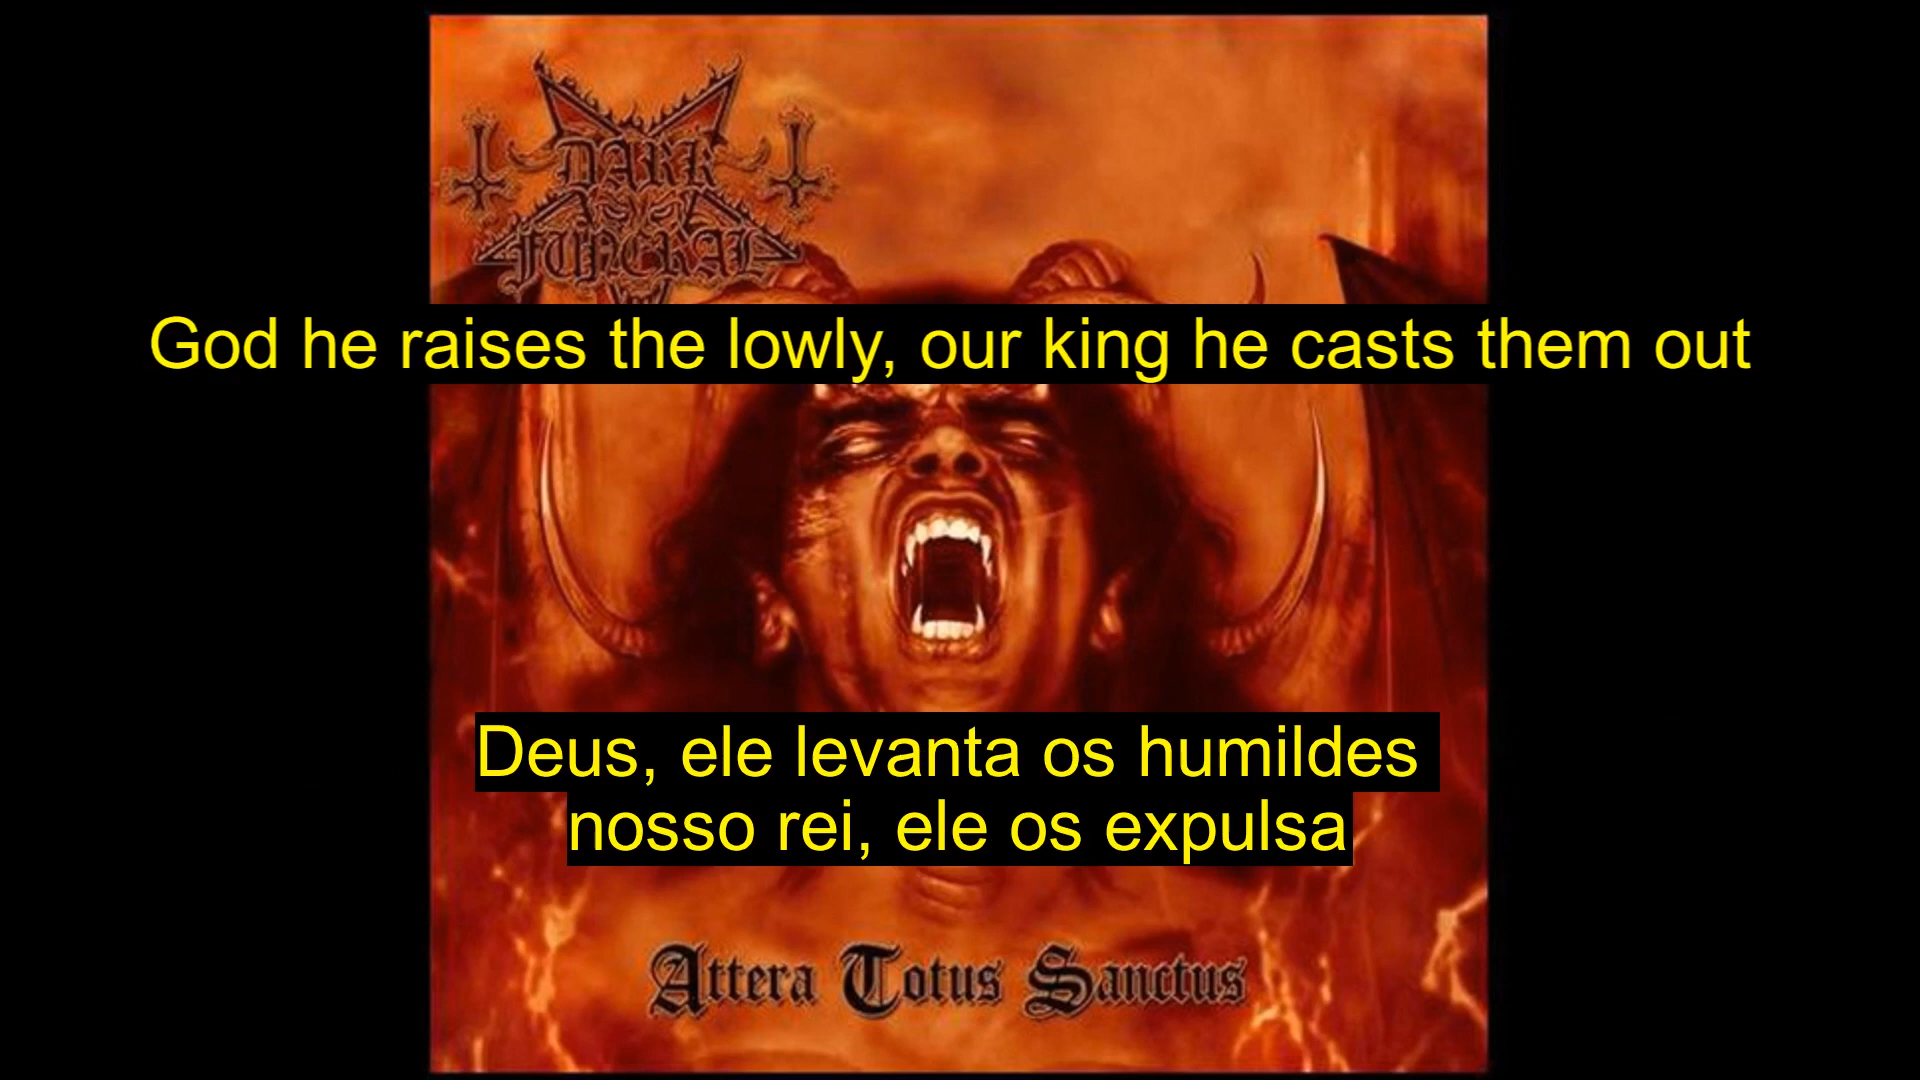 DARK
FUNERAL
God he raises the lowly, our king he casts them out
Deus, ele levanta os humildes
nosso rei, ele os expulsa
Attera Totus Sanctus